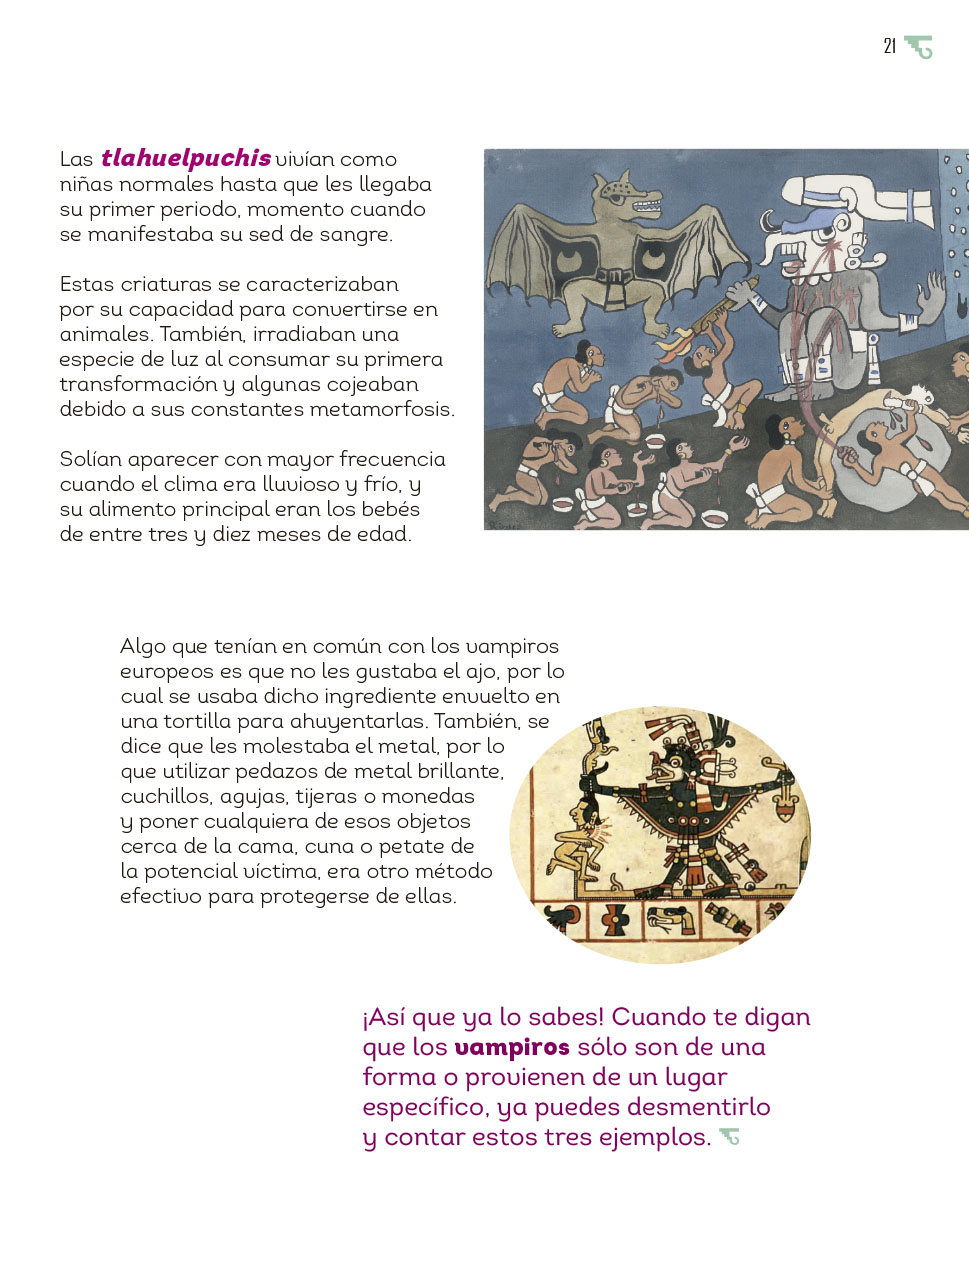 21
Las tlahuelpuchis vivían como
niñas normales hasta que les llegaba
su primer periodo, momento cuando
se manifestaba su sed de sangre.
Estas criaturas se caracterizaban
por su capacidad para convertirse en
animales. También, irradiaban una
especie de luz al consumar su primera
transformación y algunas cojeaban
debido a sus constantes metamorfosis.
Solían aparecer con mayor frecuencia
cuando el clima era lluvioso y frío, y
su alimento principal eran los bebés
de entre tres y diez meses de edad.
Algo que tenían en común con los vampiros
europeos es que no les gustaba el ajo, por lo
cual se usaba dicho ingrediente envuelto en
una tortilla para ahuyentarlas. También, se
dice que les molestaba el metal, por lo
que utilizar pedazos de metal brillante,
cuchillos, agujas, tijeras o monedas
y poner cualquiera de esos objetos
cerca de la cama, cuna o petate de
la potencial víctima, era otro método
efectivo para protegerse de ellas.
¡Así que ya lo sabes! Cuando te digan
que los vampiros sólo son de una
forma o provienen de un lugar
específico, ya puedes desmentirlo
y contar estos tres ejemplos.